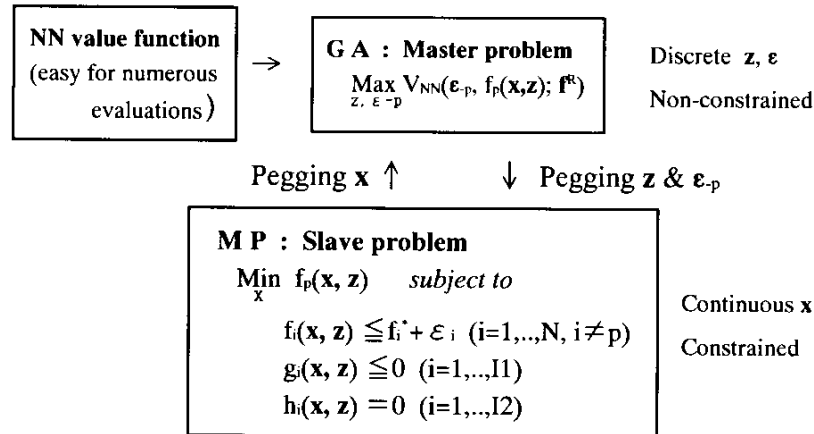 NN value function
(easy for numerous
evaluations)
→
G A : Master problem
Max V_NN(ε_-p, f_p(x,z); f^R)
z, ε-p
Discrete z, ε
Non-constrained
Pegging x ↑
↓ Pegging z & ε_-p
M P : Slave problem
Min f_p(x, z) subject to
x
f_i(x, z) ≦ f_i^* + ε_i (i=1,..,N, i≠p)
g_i(x, z) ≦ 0 (i=1,..,I1)
h_i(x, z) = 0 (i=1,..,I2)
Continuous x
Constrained